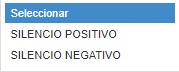 Seleccionar
SILENCIO POSITIVO
SILENCIO NEGATIVO